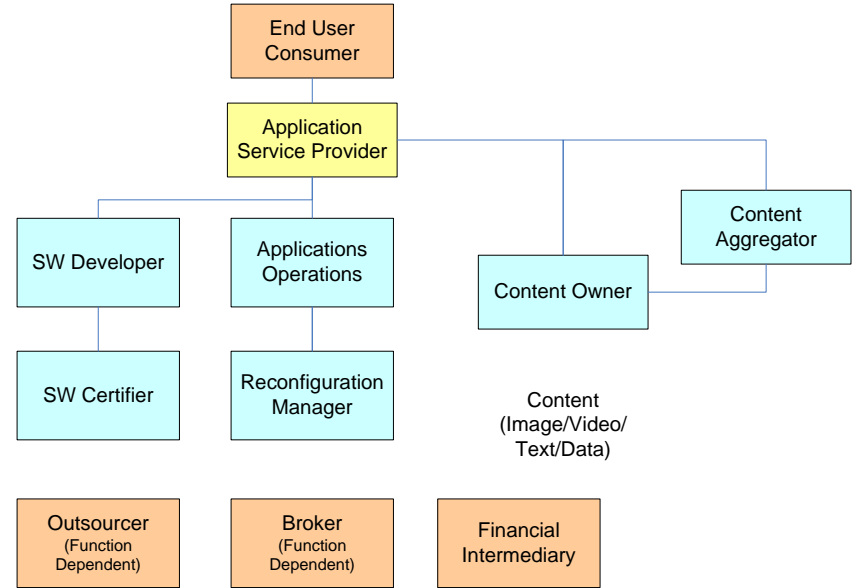 End User
Consumer
Application
Service Provider
Content
Aggregator
SW Developer
Applications
Operations
Content Owner
SW Certifier
Reconfiguration
Manager
Content
(Image/Video/
Text/Data)
Outsourcer
(Function
Dependent)
Broker
(Function
Dependent)
Financial
Intermediary